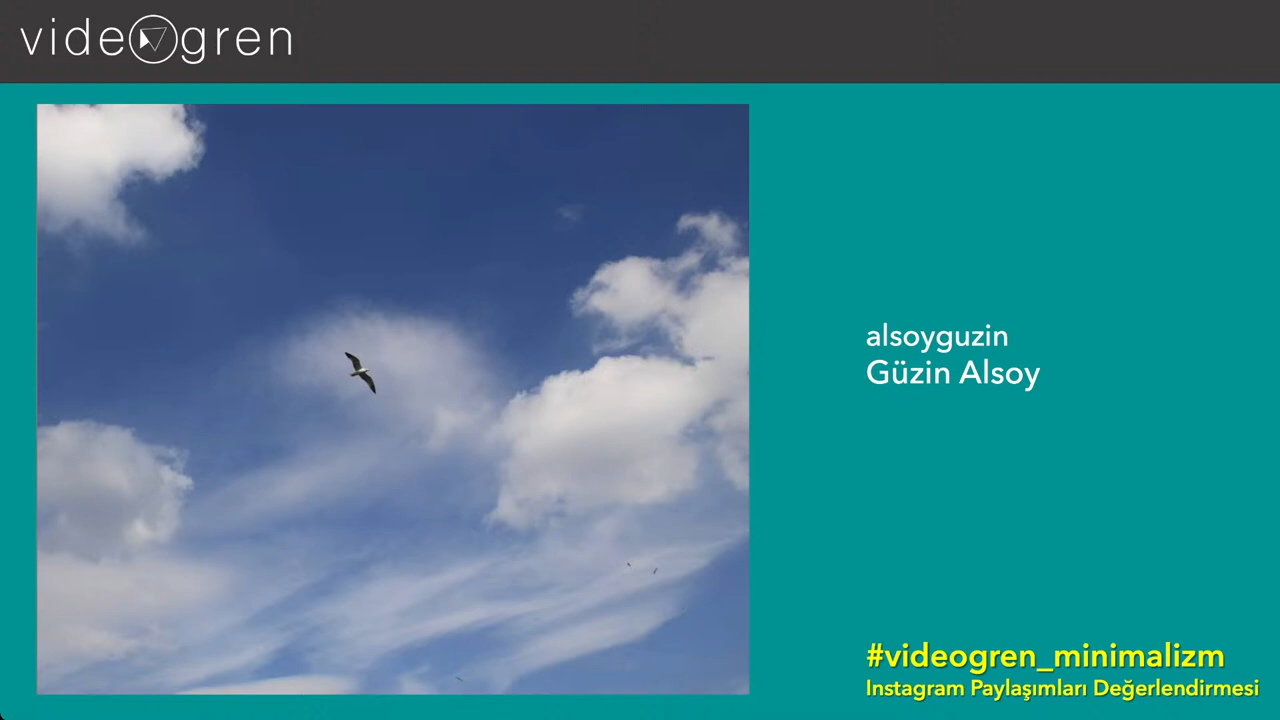 videogren
alsoyguzin
Güzin Alsoy
#videogren_minimalizm
Instagram Paylaşımları Değerlendirmesi